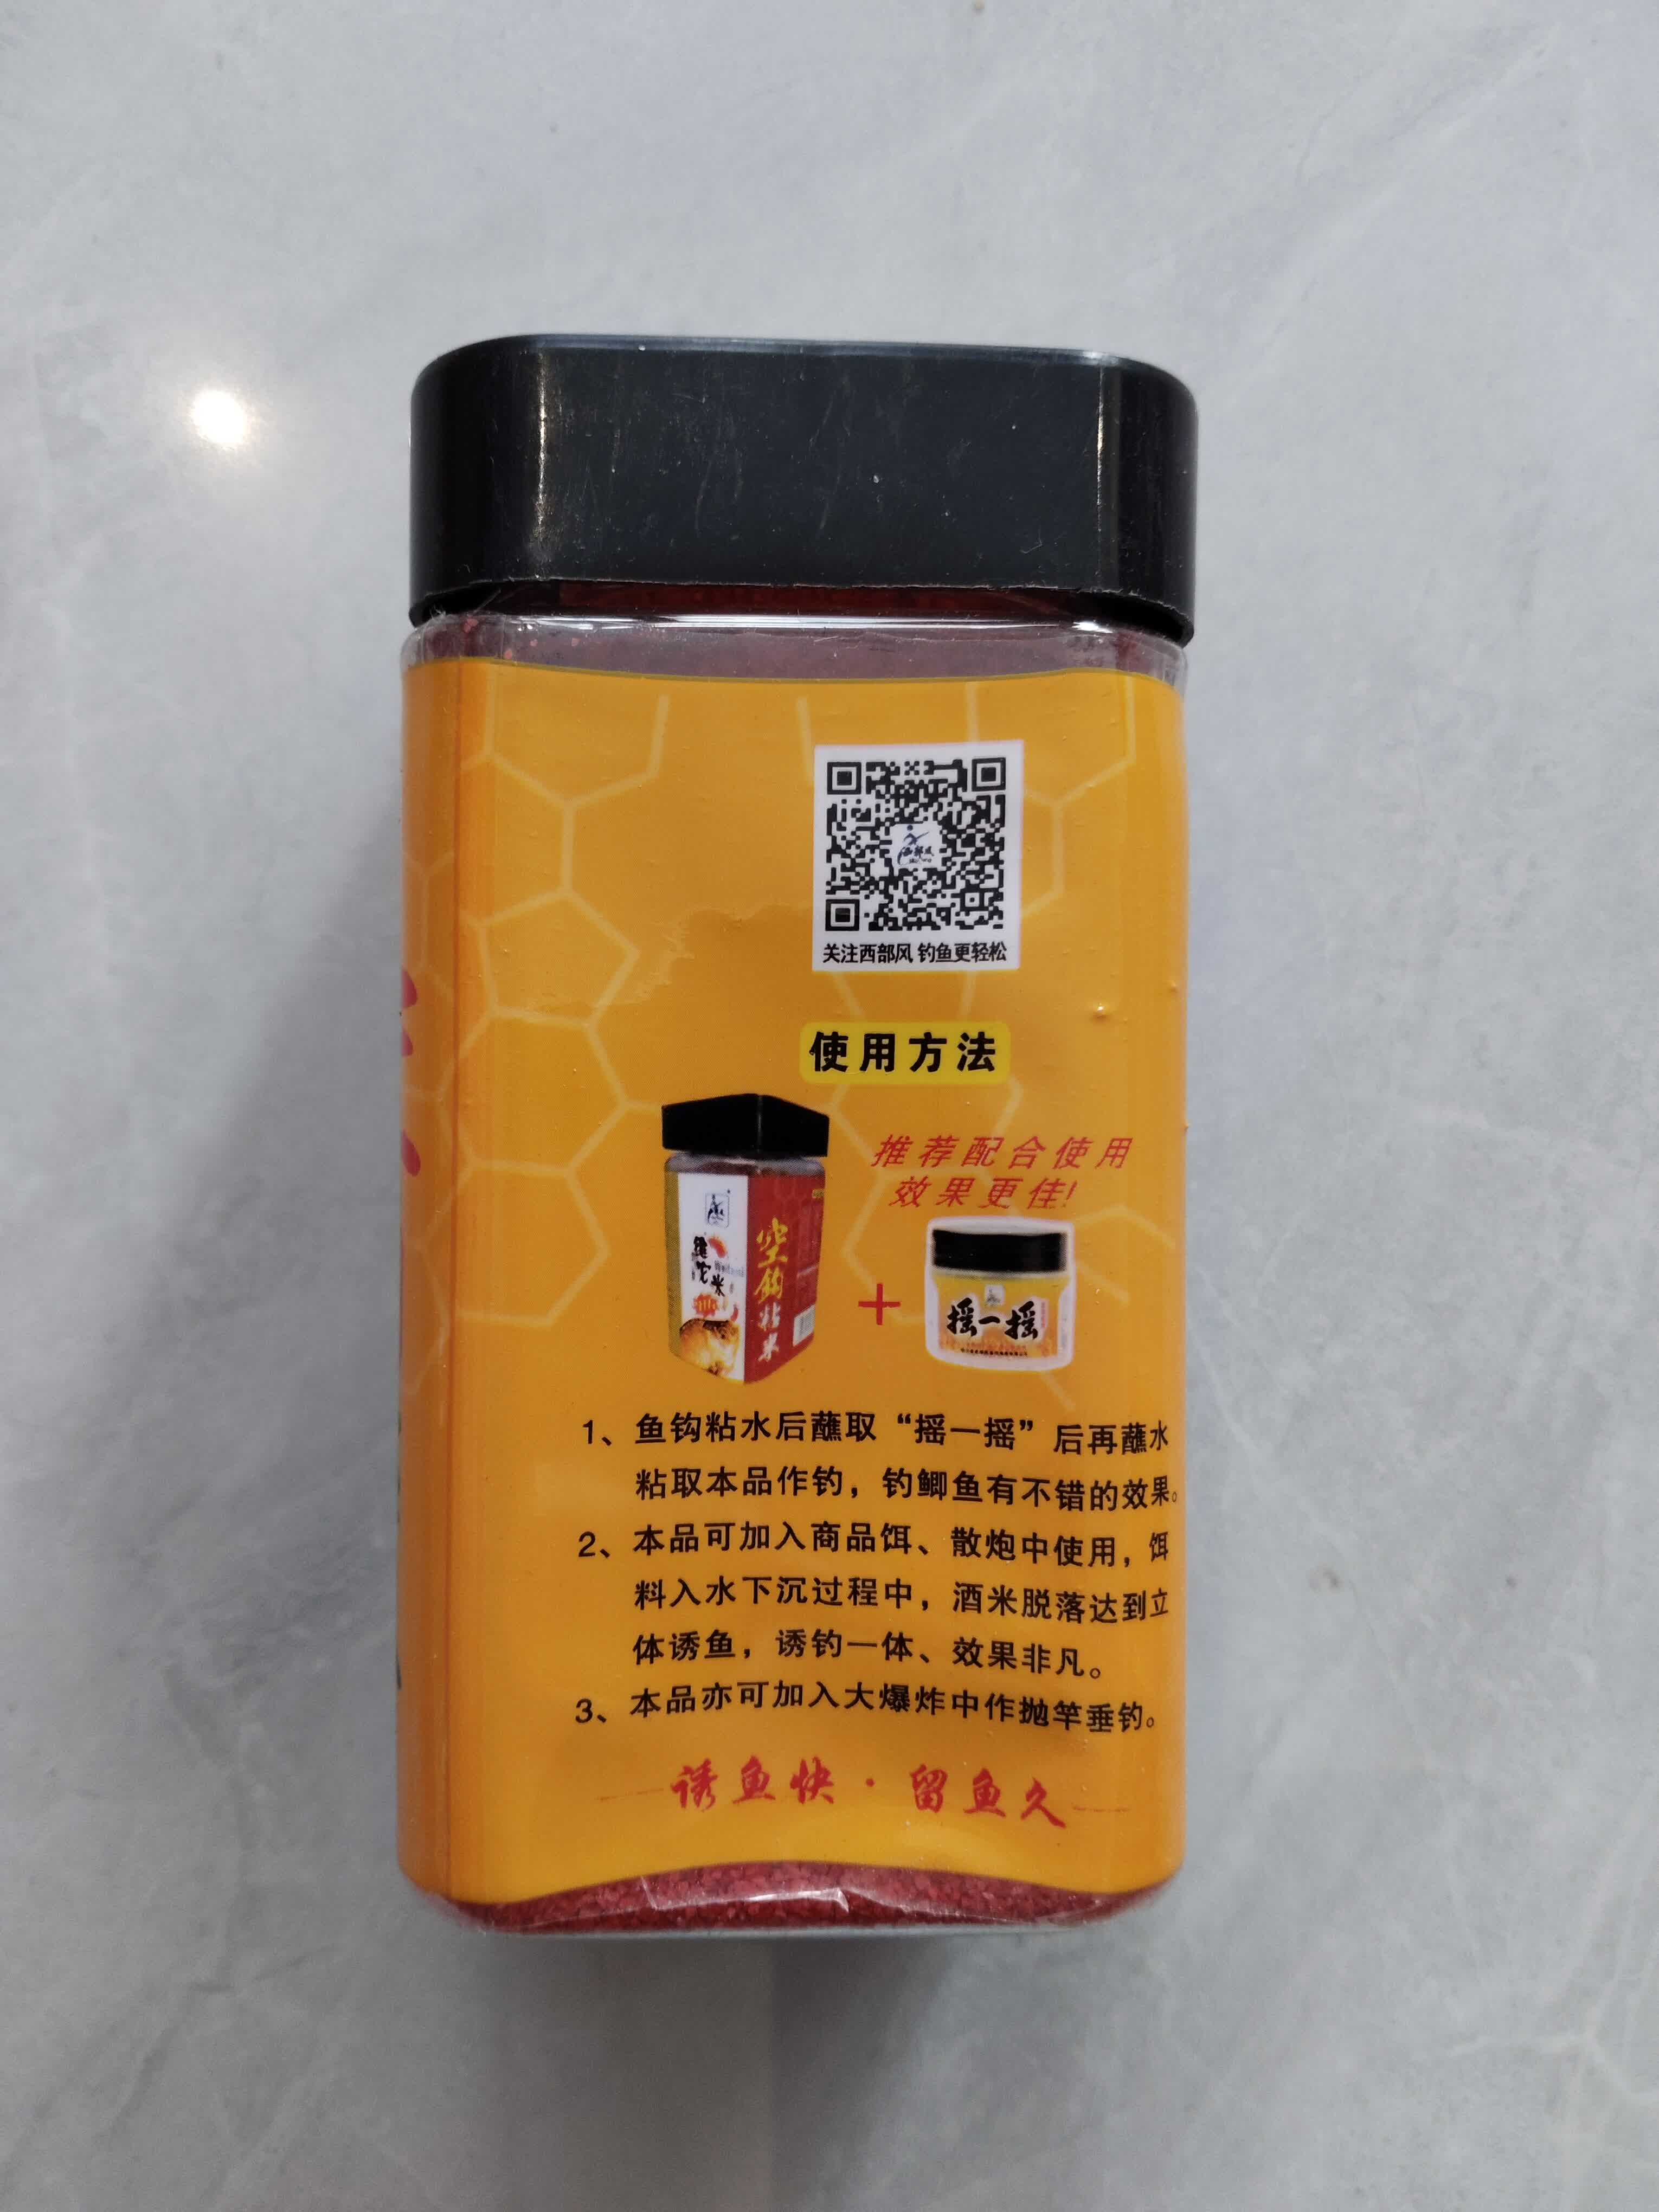 关注西部风 钓鱼更轻松
使用方法
推荐配合使用
效果更佳!
空钩粘米
+
摇一摇
1、鱼钩粘水后蘸取“摇一摇”后再蘸水
粘取本品作钓，钓鲫鱼有不错的效果。
2、本品可加入商品饵、散炮中使用，饵
料入水下沉过程中，酒米脱落达到立
体诱鱼，诱钓一体、效果非凡。
3、本品亦可加入大爆炸中作抛竿垂钓。
诱鱼快·留鱼久